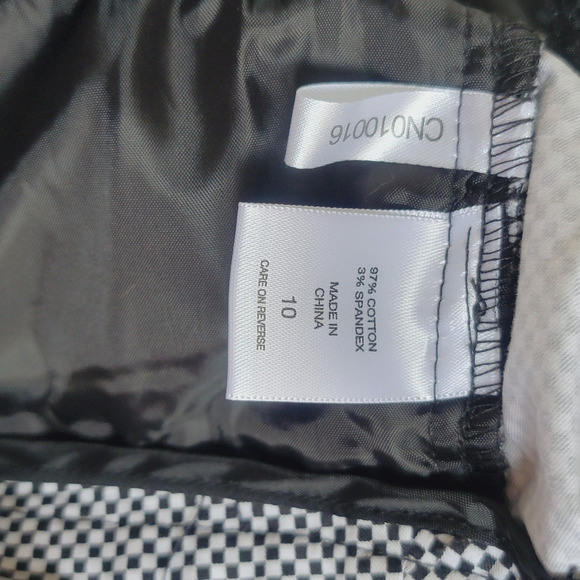 CN010016
97% COTTON
3% SPANDEX
MADE IN
CHINA
10
CARE ON REVERSE